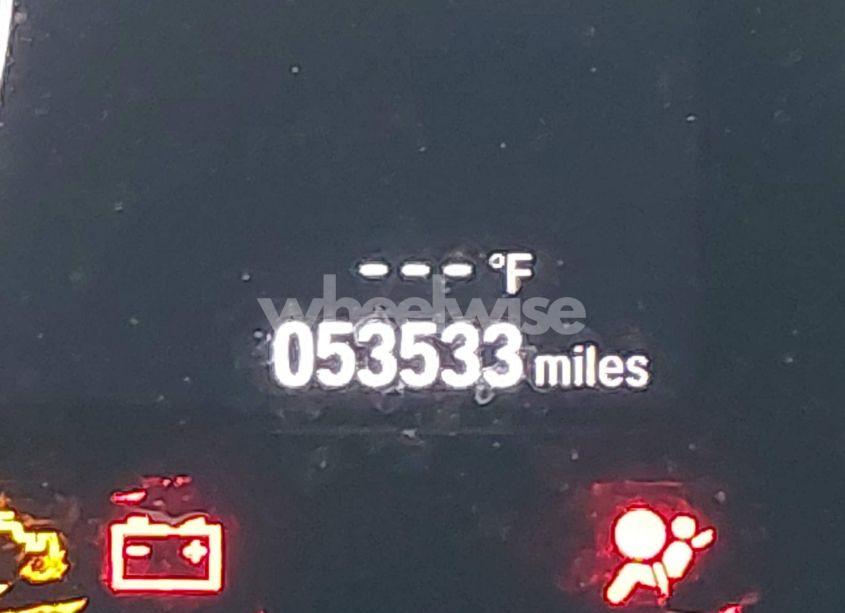 --- °F
wheelwise
053533 miles